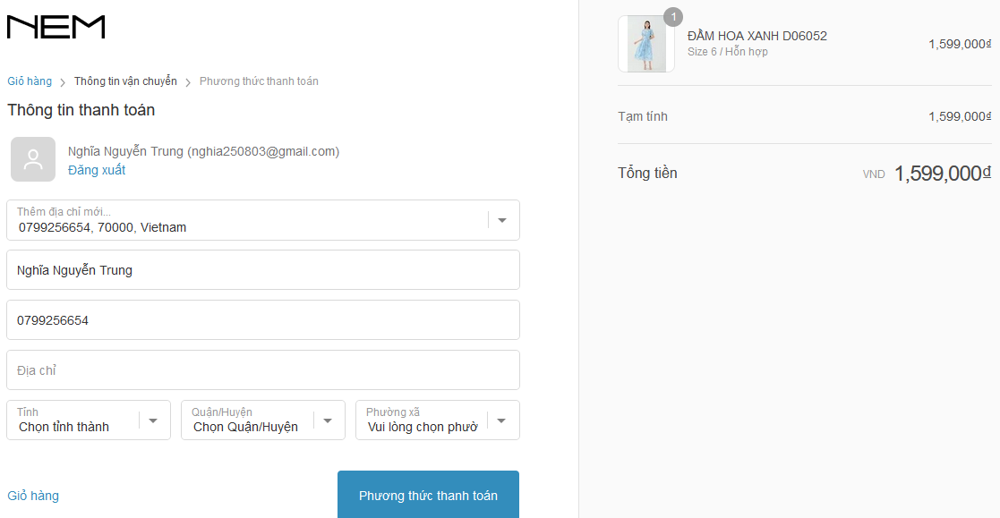 NEM
Giỏ hàng > Thông tin vận chuyển > Phương thức thanh toán
Thông tin thanh toán
Nghĩa Nguyễn Trung (nghia250803@gmail.com)
Đăng xuất
Thêm địa chỉ mới...
0799256654, 70000, Vietnam
Nghĩa Nguyễn Trung
0799256654
Địa chỉ
Tỉnh
Chọn tỉnh thành
Quận/Huyện
Chọn Quận/Huyện
Phường xã
Vui lòng chọn phườ
Giỏ hàng
Phương thức thanh toán
1
ĐẦM HOA XANH D06052
Size 6 / Hỗn hợp
1,599,000₫
Tạm tính 1,599,000₫
Tổng tiền VND 1,599,000₫